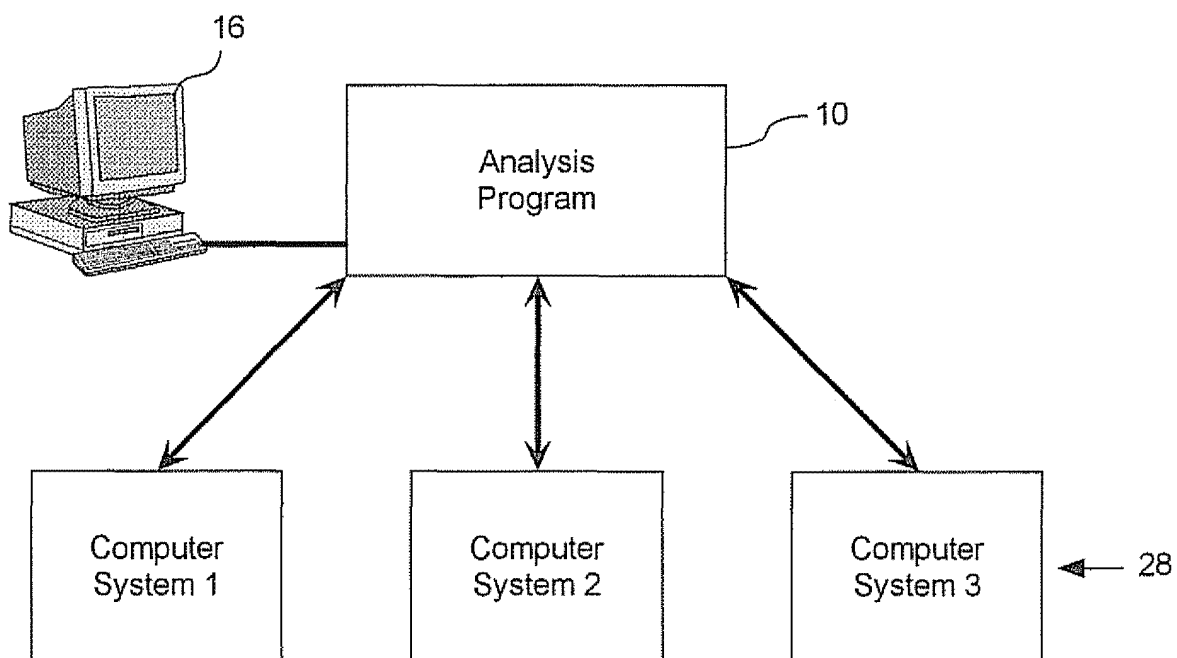 16
10
Analysis
Program
Computer
System 1
Computer
System 2
Computer
System 3
28